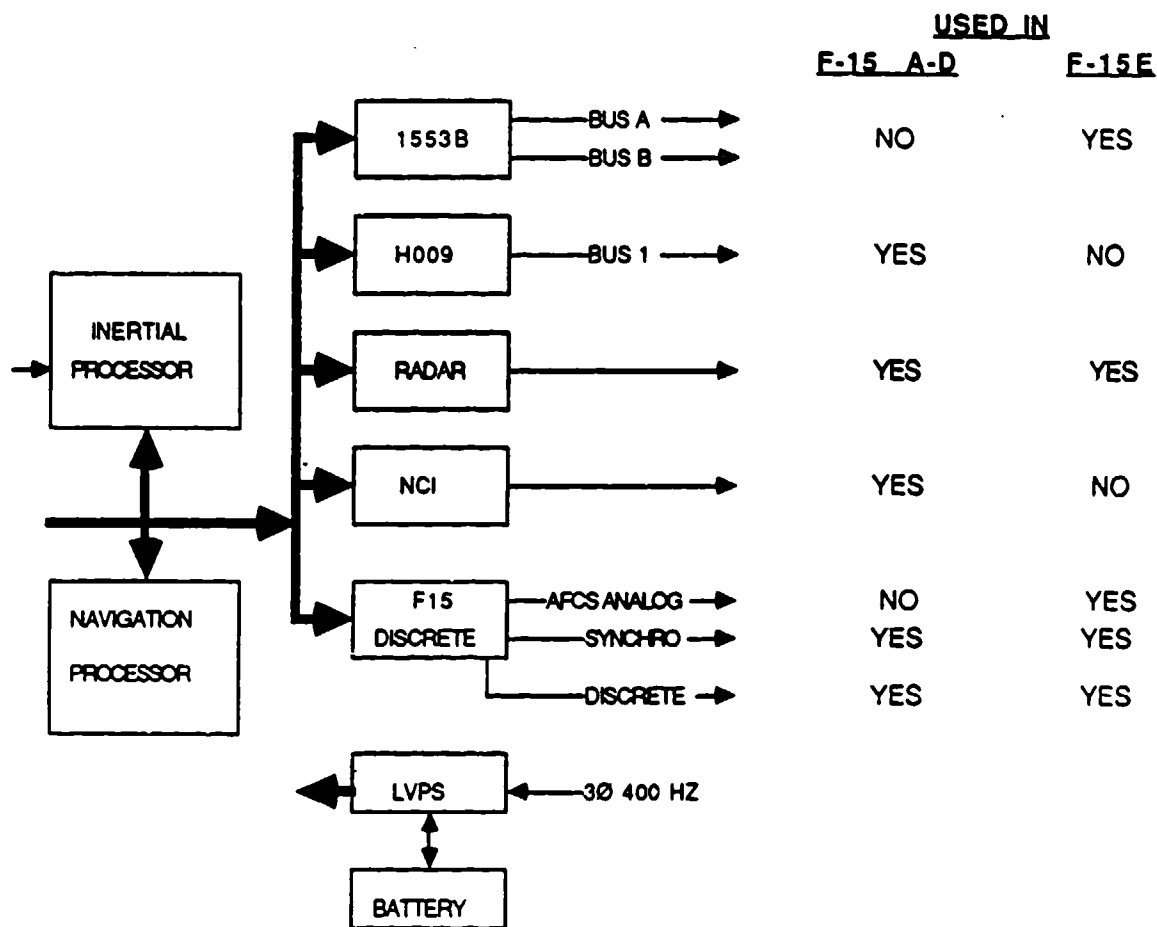 USED IN
F-15 A-D F-15E
1553B BUS A NO YES
BUS B
H009 BUS 1 YES NO
INERTIAL
PROCESSOR
RADAR YES YES
NCI YES NO
NAVIGATION
PROCESSOR
F15
DISCRETE
AFCS ANALOG NO YES
SYNCHRO YES YES
DISCRETE YES YES
LVPS 3Ø 400 HZ
BATTERY